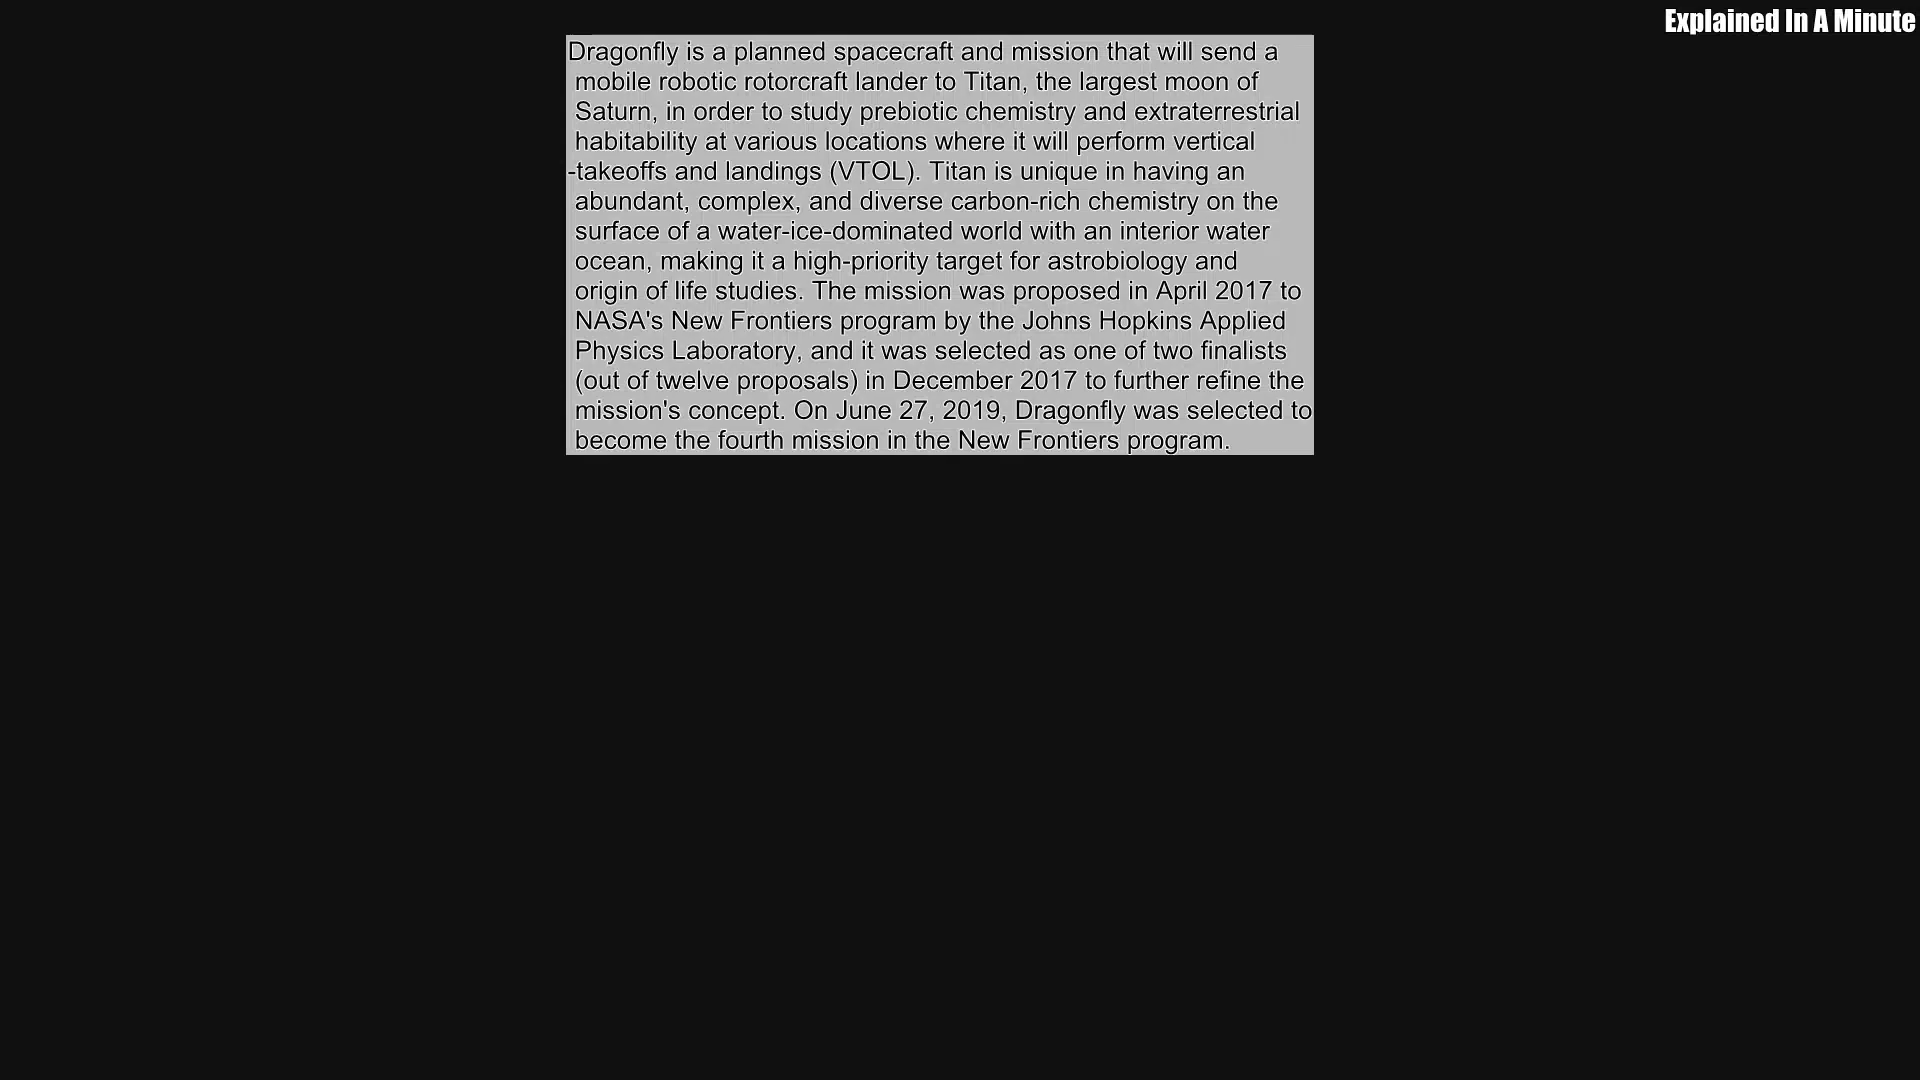 Explained In A Minute
Dragonfly is a planned spacecraft and mission that will send a
mobile robotic rotorcraft lander to Titan, the largest moon of
Saturn, in order to study prebiotic chemistry and extraterrestrial
habitability at various locations where it will perform vertical
-takeoffs and landings (VTOL). Titan is unique in having an
abundant, complex, and diverse carbon-rich chemistry on the
surface of a water-ice-dominated world with an interior water
ocean, making it a high-priority target for astrobiology and
origin of life studies. The mission was proposed in April 2017 to
NASA's New Frontiers program by the Johns Hopkins Applied
Physics Laboratory, and it was selected as one of two finalists
(out of twelve proposals) in December 2017 to further refine the
mission's concept. On June 27, 2019, Dragonfly was selected to
become the fourth mission in the New Frontiers program.